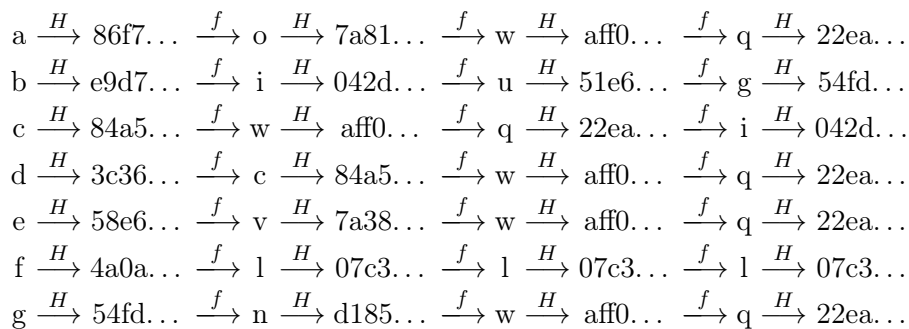 a H→ 86f7... f→ o H→ 7a81... f→ w H→ aff0... f→ q H→ 22ea...
b H→ e9d7... f→ i H→ 042d... f→ u H→ 51e6... f→ g H→ 54fd...
c H→ 84a5... f→ w H→ aff0... f→ q H→ 22ea... f→ i H→ 042d...
d H→ 3c36... f→ c H→ 84a5... f→ w H→ aff0... f→ q H→ 22ea...
e H→ 58e6... f→ v H→ 7a38... f→ w H→ aff0... f→ q H→ 22ea...
f H→ 4a0a... f→ l H→ 07c3... f→ l H→ 07c3... f→ l H→ 07c3...
g H→ 54fd... f→ n H→ d185... f→ w H→ aff0... f→ q H→ 22ea...